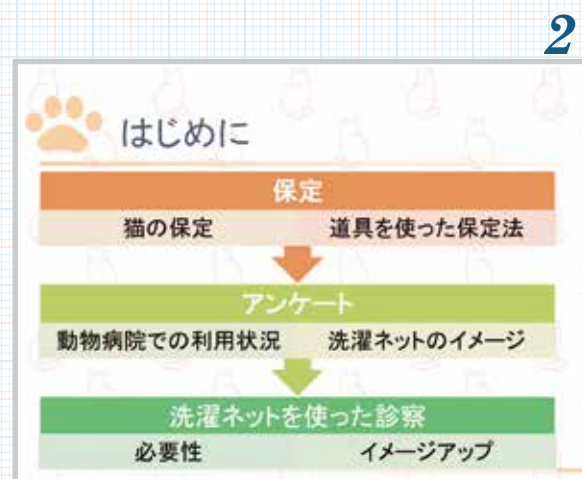 2
はじめに
保定
猫の保定 道具を使った保定法
アンケート
動物病院での利用状況 洗濯ネットのイメージ
洗濯ネットを使った診察
必要性 イメージアップ